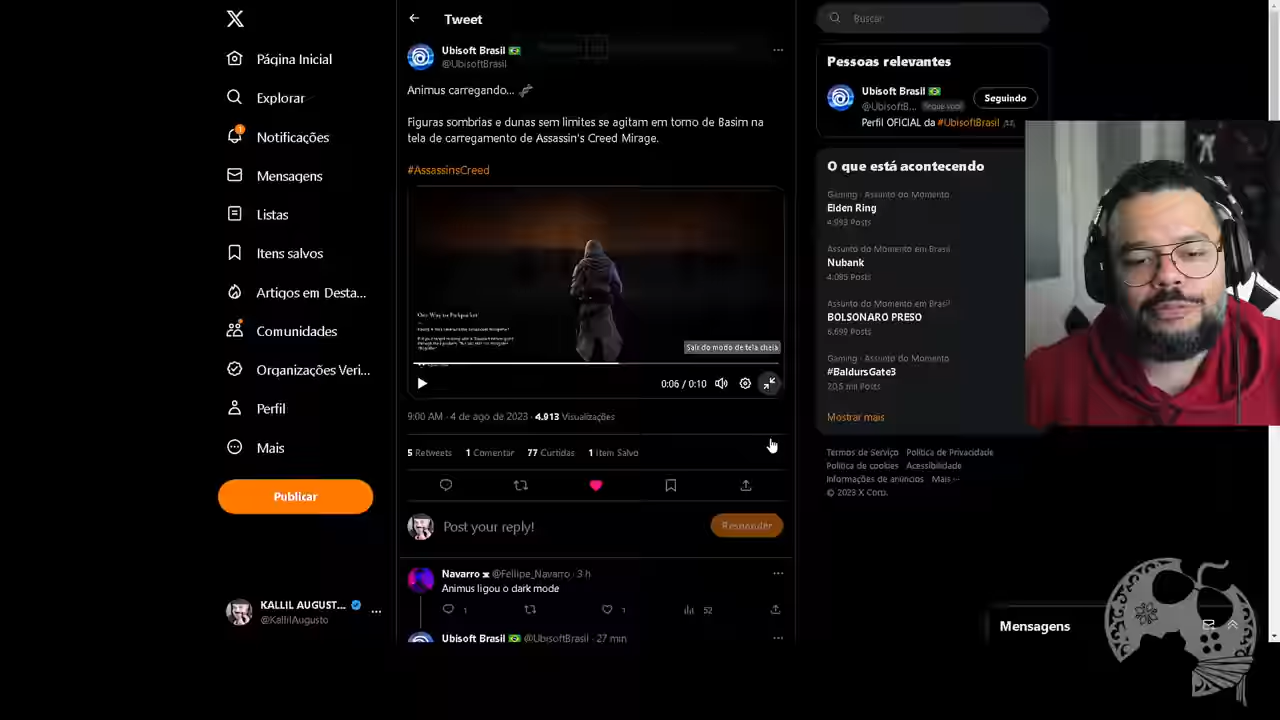 Página Inicial
Explorar
1
Notificações
Mensagens
Listas
Itens salvos
Artigos em Desta...
Comunidades
Organizações Veri...
Perfil
Mais
Publicar
KALLIL AUGUST...
@KallilAugusto
Tweet
Ubisoft Brasil
@UbisoftBrasil
Animus carregando...
Figuras sombrias e dunas sem limites se agitam em torno de Basim na
tela de carregamento de Assassin's Creed Mirage.
#AssassinsCreed
One Way to Pickpocket
Sair do modo de tela cheia
0:06 / 0:10
9:00 AM · 4 de ago de 2023 · 4.913 Visualizações
5 Retweets 1 Comentar 77 Curtidas 1 Item Salvo
Post your reply!
Responder
Navarro @Fellipe_Navarro · 3 h
Animus ligou o dark mode
1 1 52
Ubisoft Brasil @UbisoftBrasil · 27 min
Buscar
Pessoas relevantes
Ubisoft Brasil
@UbisoftB... Segue você
Seguindo
Perfil OFICIAL da #UbisoftBrasil
O que está acontecendo
Gaming · Assunto do Momento
Elden Ring
4.993 Posts
Assunto do Momento em Brasil
Nubank
4.085 Posts
Assunto do Momento em Brasil
BOLSONARO PRESO
6.699 Posts
Gaming · Assunto do Momento
#BaldursGate3
20,5 mil Posts
Mostrar mais
Termos de Serviço Política de Privacidade
Política de cookies Acessibilidade
Informações de anúncios Mais ···
© 2023 X Corp.
Mensagens